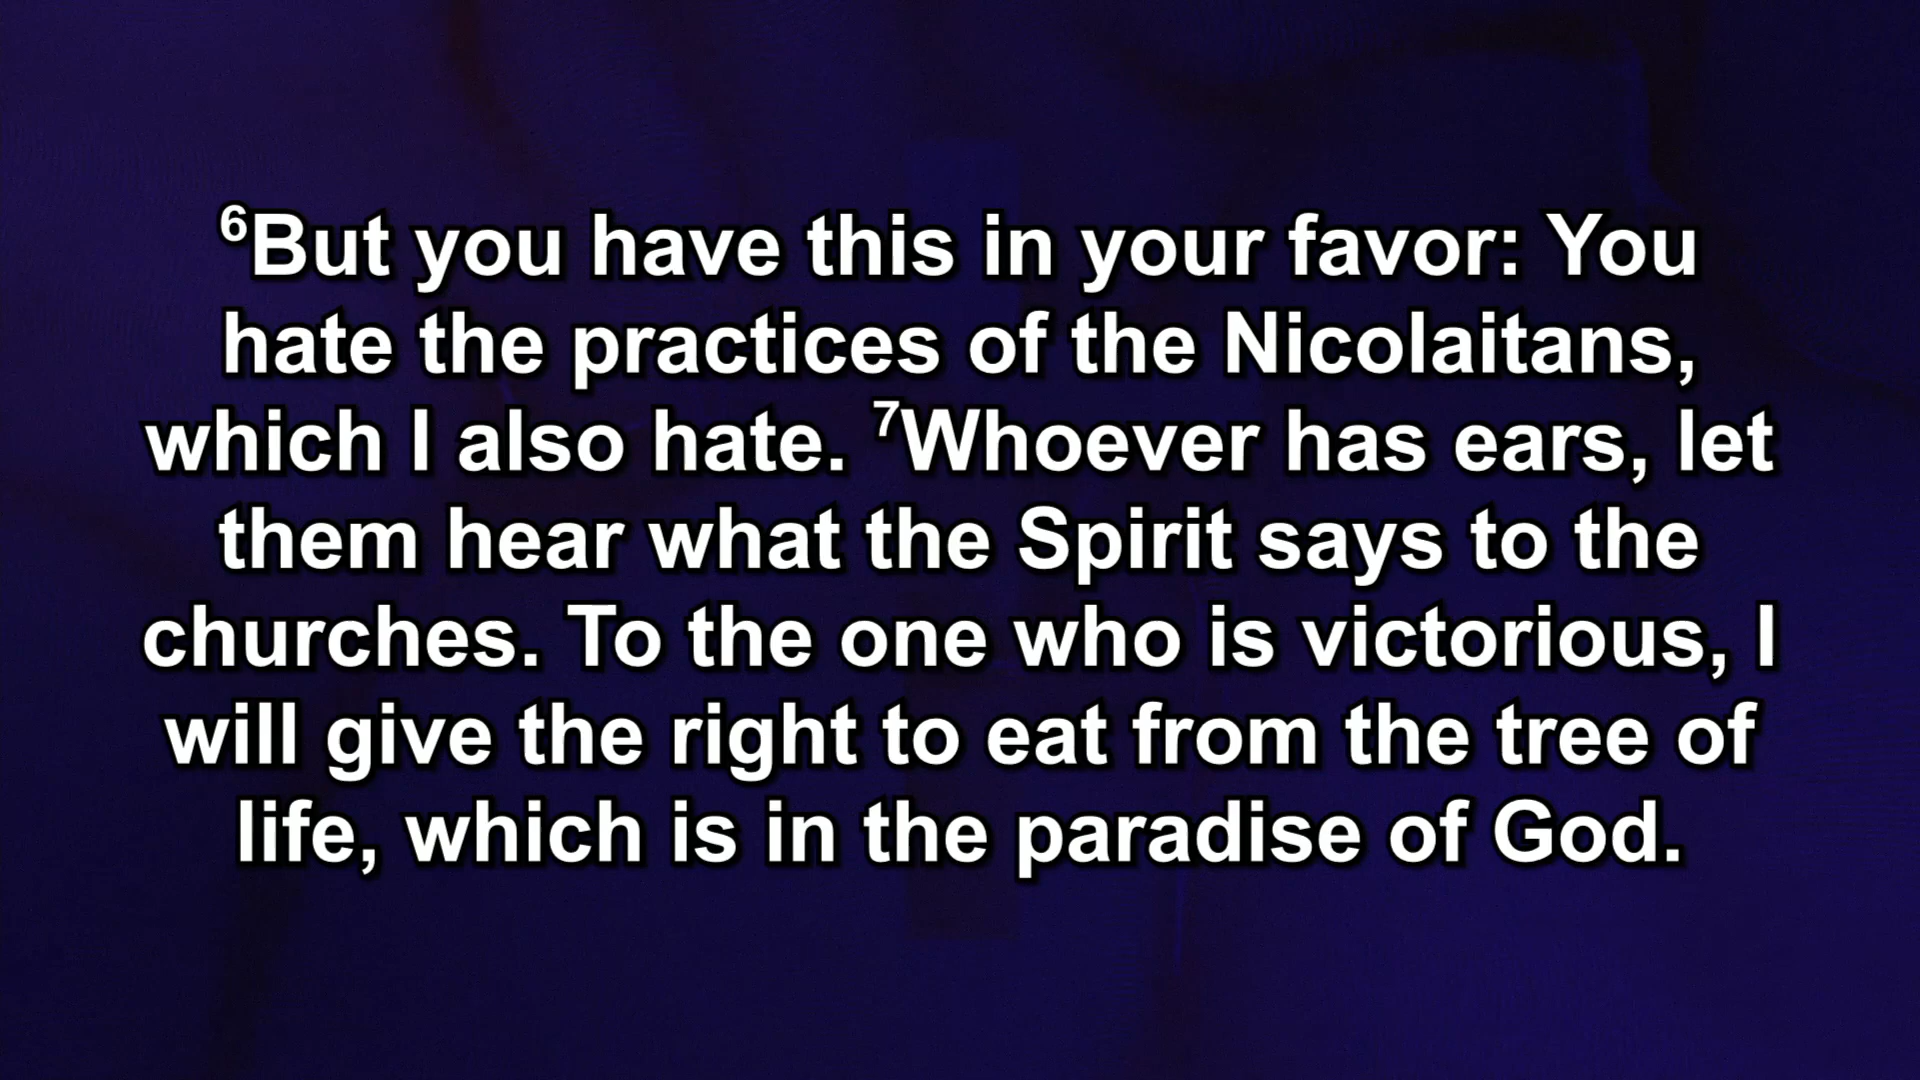 ⁶But you have this in your favor: You
hate the practices of the Nicolaitans,
which I also hate. ⁷Whoever has ears, let
them hear what the Spirit says to the
churches. To the one who is victorious, I
will give the right to eat from the tree of
life, which is in the paradise of God.